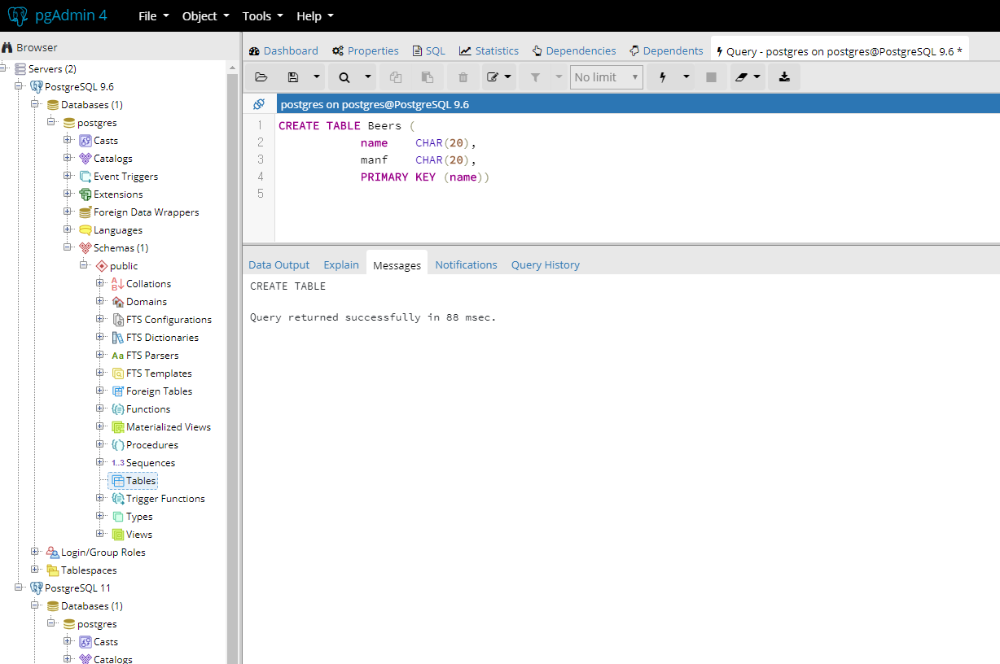 pgAdmin 4 File Object Tools Help
Browser
Servers (2)
PostgreSQL 9.6
Databases (1)
postgres
Casts
Catalogs
Event Triggers
Extensions
Foreign Data Wrappers
Languages
Schemas (1)
public
Collations
Domains
FTS Configurations
FTS Dictionaries
Aa FTS Parsers
FTS Templates
Foreign Tables
Functions
Materialized Views
Procedures
1..3 Sequences
Tables
Trigger Functions
Types
Views
Login/Group Roles
Tablespaces
PostgreSQL 11
Databases (1)
postgres
Casts
Catalogs
Dashboard Properties SQL Statistics Dependencies Dependents Query - postgres on postgres@PostgreSQL 9.6 *
No limit
postgres on postgres@PostgreSQL 9.6
1 CREATE TABLE Beers (
2 name CHAR(20),
3 manf CHAR(20),
4 PRIMARY KEY (name))
5
Data Output Explain Messages Notifications Query History
CREATE TABLE
Query returned successfully in 88 msec.